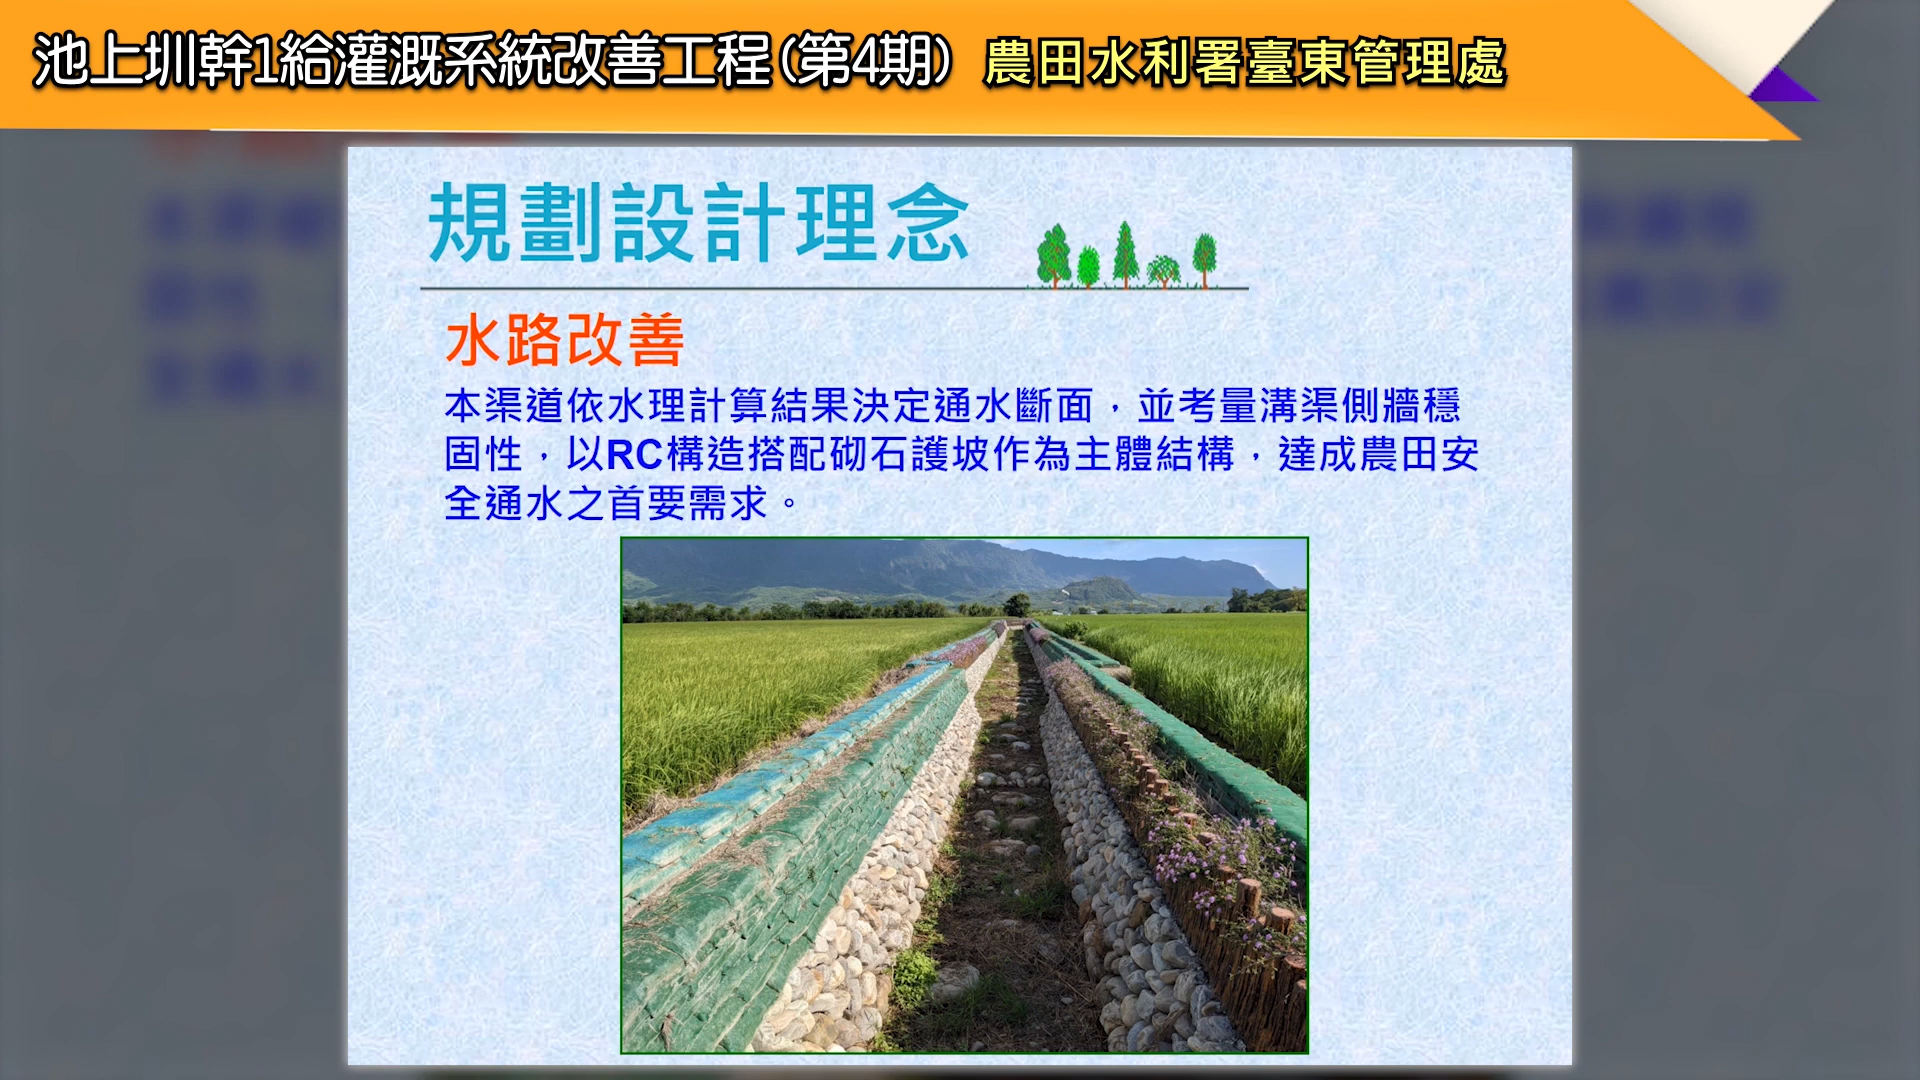 池上圳幹1給灌溉系統改善工程(第4期) 農田水利署臺東管理處
規劃設計理念
水路改善
本渠道依水理計算結果決定通水斷面，並考量溝渠側牆穩
固性，以RC構造搭配砌石護坡作為主體結構，達成農田安
全通水之首要需求。